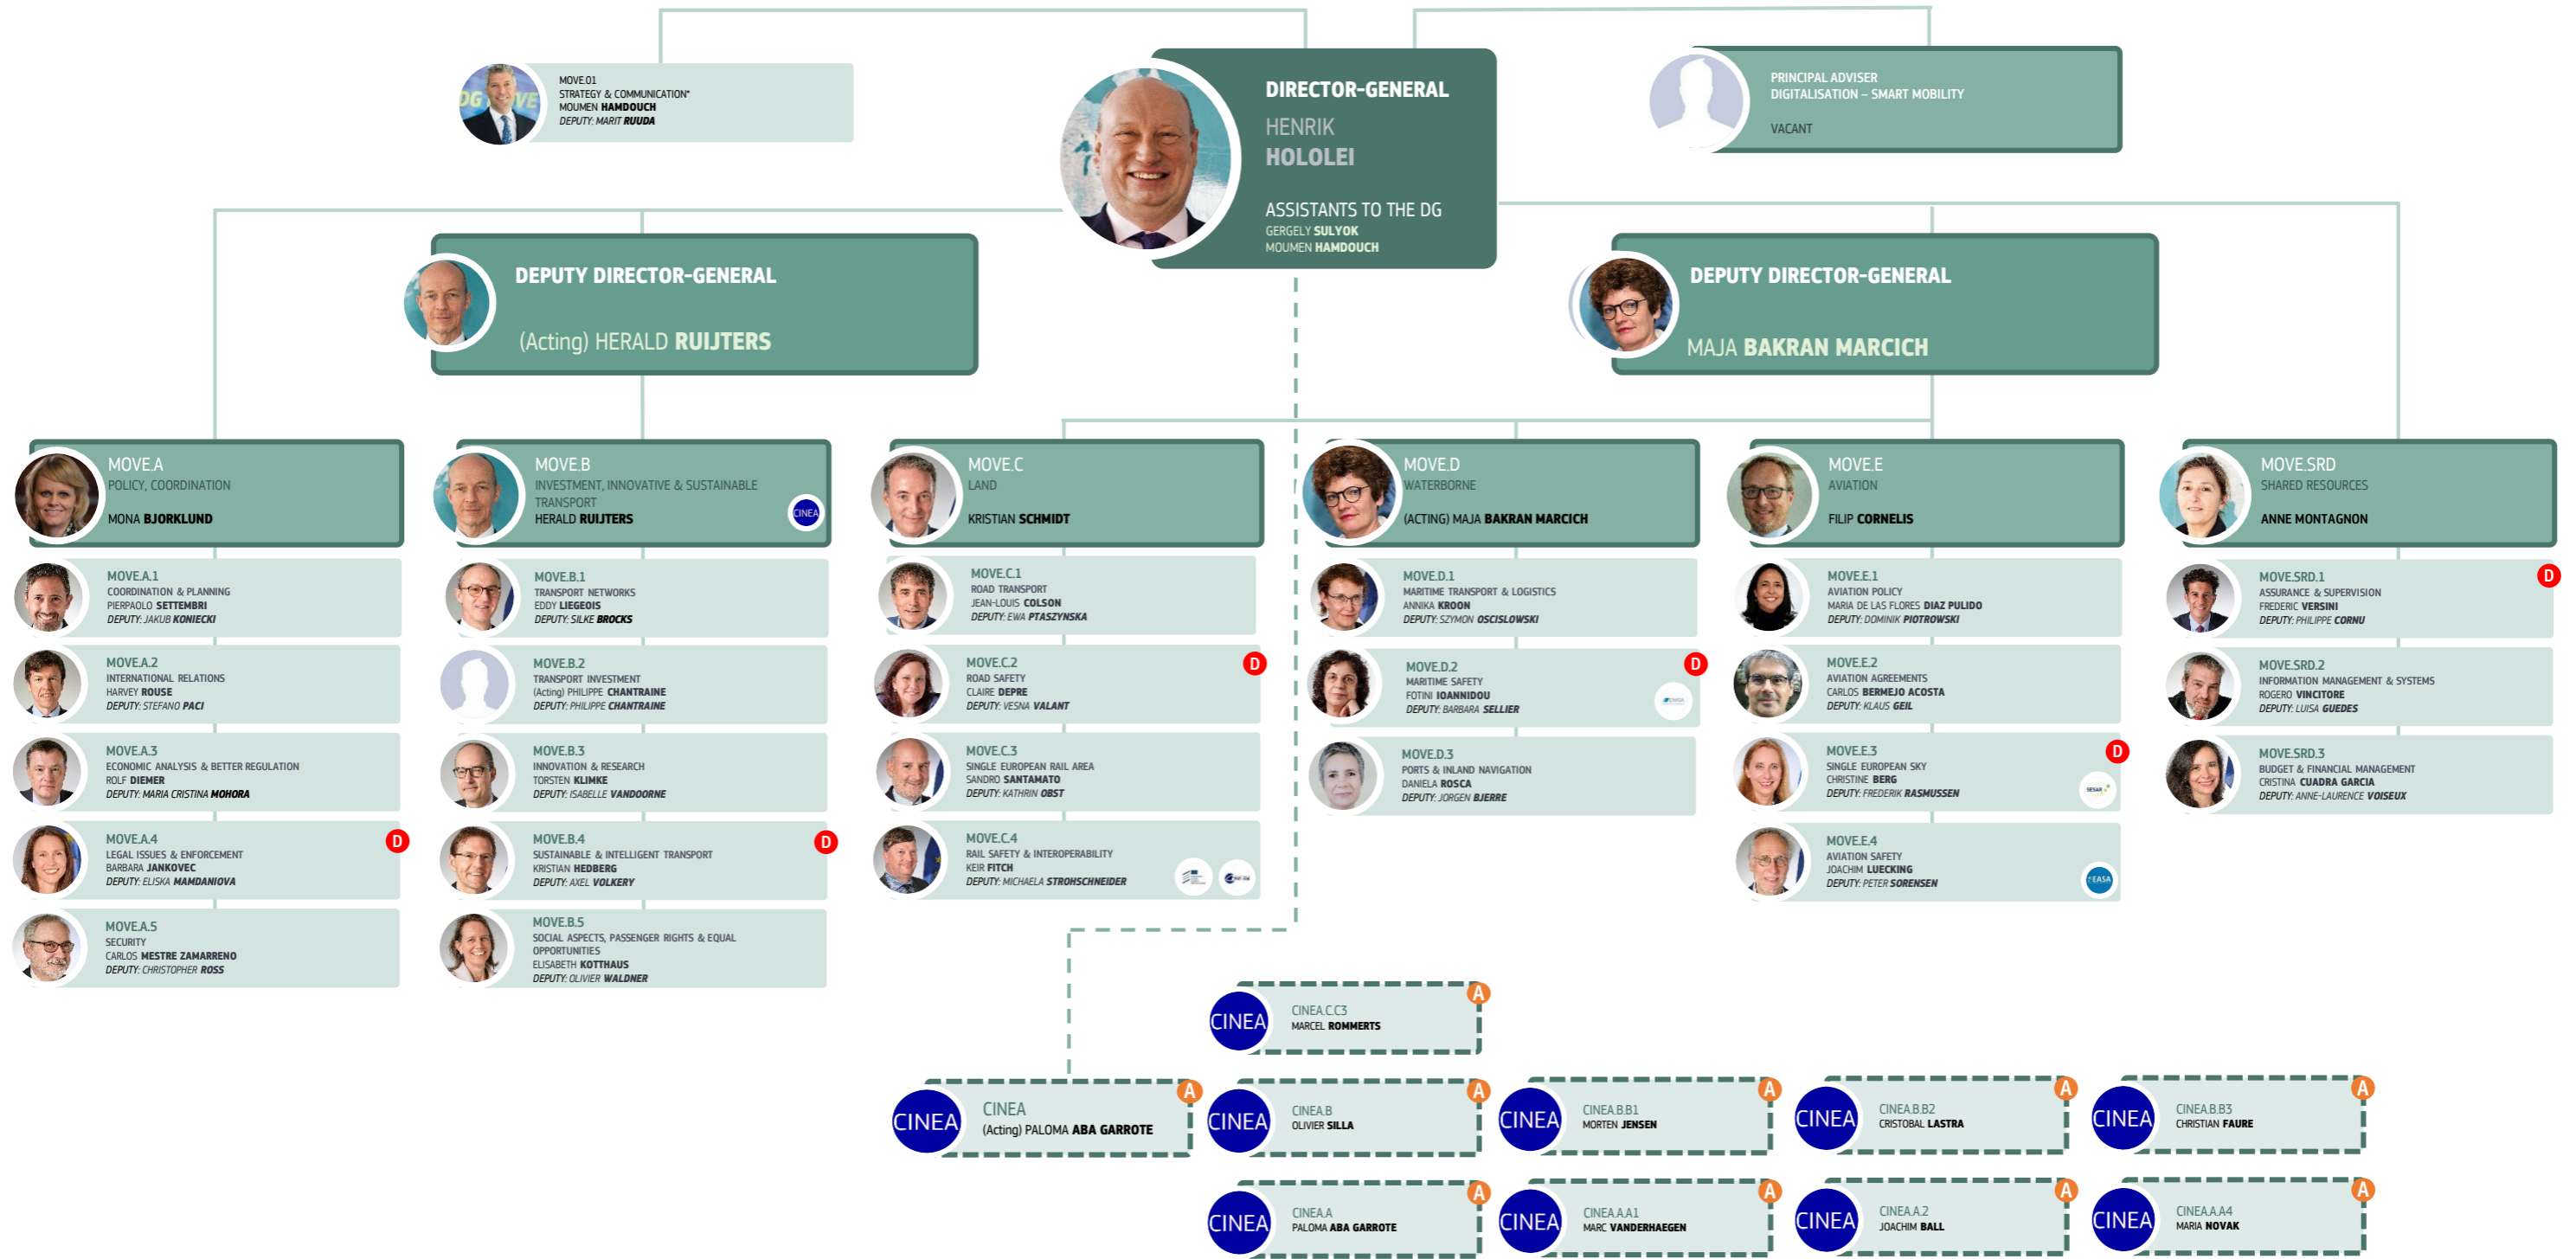 MOVE.01
STRATEGY & COMMUNICATION*
MOUMEN HAMDOUCH
DEPUTY: MARIT RUUDA
DIRECTOR-GENERAL
HENRIK
HOLOLEI
ASSISTANTS TO THE DG
GERGELY SULYOK
MOUMEN HAMDOUCH
PRINCIPAL ADVISER
DIGITALISATION – SMART MOBILITY
VACANT
DEPUTY DIRECTOR-GENERAL
(Acting) HERALD RUIJTERS
DEPUTY DIRECTOR-GENERAL
MAJA BAKRAN MARCICH
MOVE.A
POLICY, COORDINATION
MONA BJORKLUND
MOVE.A.1
COORDINATION & PLANNING
PIERPAOLO SETTEMBRI
DEPUTY: JAKUB KONIECKI
MOVE.A.2
INTERNATIONAL RELATIONS
HARVEY ROUSE
DEPUTY: STEFANO PACI
MOVE.A.3
ECONOMIC ANALYSIS & BETTER REGULATION
ROLF DIEMER
DEPUTY: MARIA CRISTINA MOHORA
MOVE.A.4
LEGAL ISSUES & ENFORCEMENT
BARBARA JANKOVEC
DEPUTY: ELISKA MAMDANIOVA
D
MOVE.A.5
SECURITY
CARLOS MESTRE ZAMARRENO
DEPUTY: CHRISTOPHER ROSS
MOVE.B
INVESTMENT, INNOVATIVE & SUSTAINABLE
TRANSPORT
HERALD RUIJTERS
CINEA
MOVE.B.1
TRANSPORT NETWORKS
EDDY LIEGEOIS
DEPUTY: SILKE BROCKS
MOVE.B.2
TRANSPORT INVESTMENT
(Acting) PHILIPPE CHANTRAINE
DEPUTY: PHILIPPE CHANTRAINE
MOVE.B.3
INNOVATION & RESEARCH
TORSTEN KLIMKE
DEPUTY: ISABELLE VANDOORNE
MOVE.B.4
SUSTAINABLE & INTELLIGENT TRANSPORT
KRISTIAN HEDBERG
DEPUTY: AXEL VOLKERY
D
MOVE.B.5
SOCIAL ASPECTS, PASSENGER RIGHTS & EQUAL
OPPORTUNITIES
ELISABETH KOTTHAUS
DEPUTY: OLIVIER WALDNER
MOVE.C
LAND
KRISTIAN SCHMIDT
MOVE.C.1
ROAD TRANSPORT
JEAN-LOUIS COLSON
DEPUTY: EWA PTASZYNSKA
MOVE.C.2
ROAD SAFETY
CLAIRE DEPRE
DEPUTY: VESNA VALANT
D
MOVE.C.3
SINGLE EUROPEAN RAIL AREA
SANDRO SANTAMATO
DEPUTY: KATHRIN OBST
MOVE.C.4
RAIL SAFETY & INTEROPERABILITY
KEIR FITCH
DEPUTY: MICHAELA STROHSCHNEIDER
MOVE.D
WATERBORNE
(ACTING) MAJA BAKRAN MARCICH
MOVE.D.1
MARITIME TRANSPORT & LOGISTICS
ANNIKA KROON
DEPUTY: SZYMON OSCISLOWSKI
MOVE.D.2
MARITIME SAFETY
FOTINI IOANNIDOU
DEPUTY: BARBARA SELLIER
D
EMSA
MOVE.D.3
PORTS & INLAND NAVIGATION
DANIELA ROSCA
DEPUTY: JORGEN BJERRE
MOVE.E
AVIATION
FILIP CORNELIS
MOVE.E.1
AVIATION POLICY
MARIA DE LAS FLORES DIAZ PULIDO
DEPUTY: DOMINIK PIOTROWSKI
MOVE.E.2
AVIATION AGREEMENTS
CARLOS BERMEJO ACOSTA
DEPUTY: KLAUS GEIL
MOVE.E.3
SINGLE EUROPEAN SKY
CHRISTINE BERG
DEPUTY: FREDERIK RASMUSSEN
D
SESAR
MOVE.E.4
AVIATION SAFETY
JOACHIM LUECKING
DEPUTY: PETER SORENSEN
EASA
MOVE.SRD
SHARED RESOURCES
ANNE MONTAGNON
MOVE.SRD.1
ASSURANCE & SUPERVISION
FREDERIC VERSINI
DEPUTY: PHILIPPE CORNU
D
MOVE.SRD.2
INFORMATION MANAGEMENT & SYSTEMS
ROGERO VINCITORE
DEPUTY: LUISA GUEDES
MOVE.SRD.3
BUDGET & FINANCIAL MANAGEMENT
CRISTINA CUADRA GARCIA
DEPUTY: ANNE-LAURENCE VOISEUX
CINEA
CINEA.C.C3
MARCEL ROMMERTS
A
CINEA
CINEA
(Acting) PALOMA ABA GARROTE
A
CINEA
CINEA.B
OLIVIER SILLA
A
CINEA
CINEA.B.B1
MORTEN JENSEN
A
CINEA
CINEA.B.B2
CRISTOBAL LASTRA
A
CINEA
CINEA.B.B3
CHRISTIAN FAURE
A
CINEA
CINEA.A
PALOMA ABA GARROTE
A
CINEA
CINEA.A.A1
MARC VANDERHAEGEN
A
CINEA
CINEA.A.2
JOACHIM BALL
A
CINEA
CINEA.A.A4
MARIA NOVAK
A